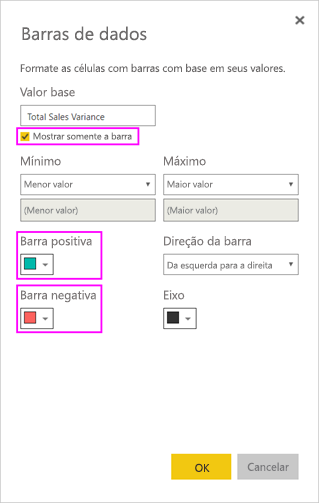 Barras de dados
Formate as células com barras com base em seus valores.
Valor base
Total Sales Variance
Mostrar somente a barra
Mínimo
Máximo
Menor valor
Maior valor
(Menor valor)
(Maior valor)
Barra positiva
Direção da barra
Da esquerda para a direita
Barra negativa
Eixo
OK
Cancelar